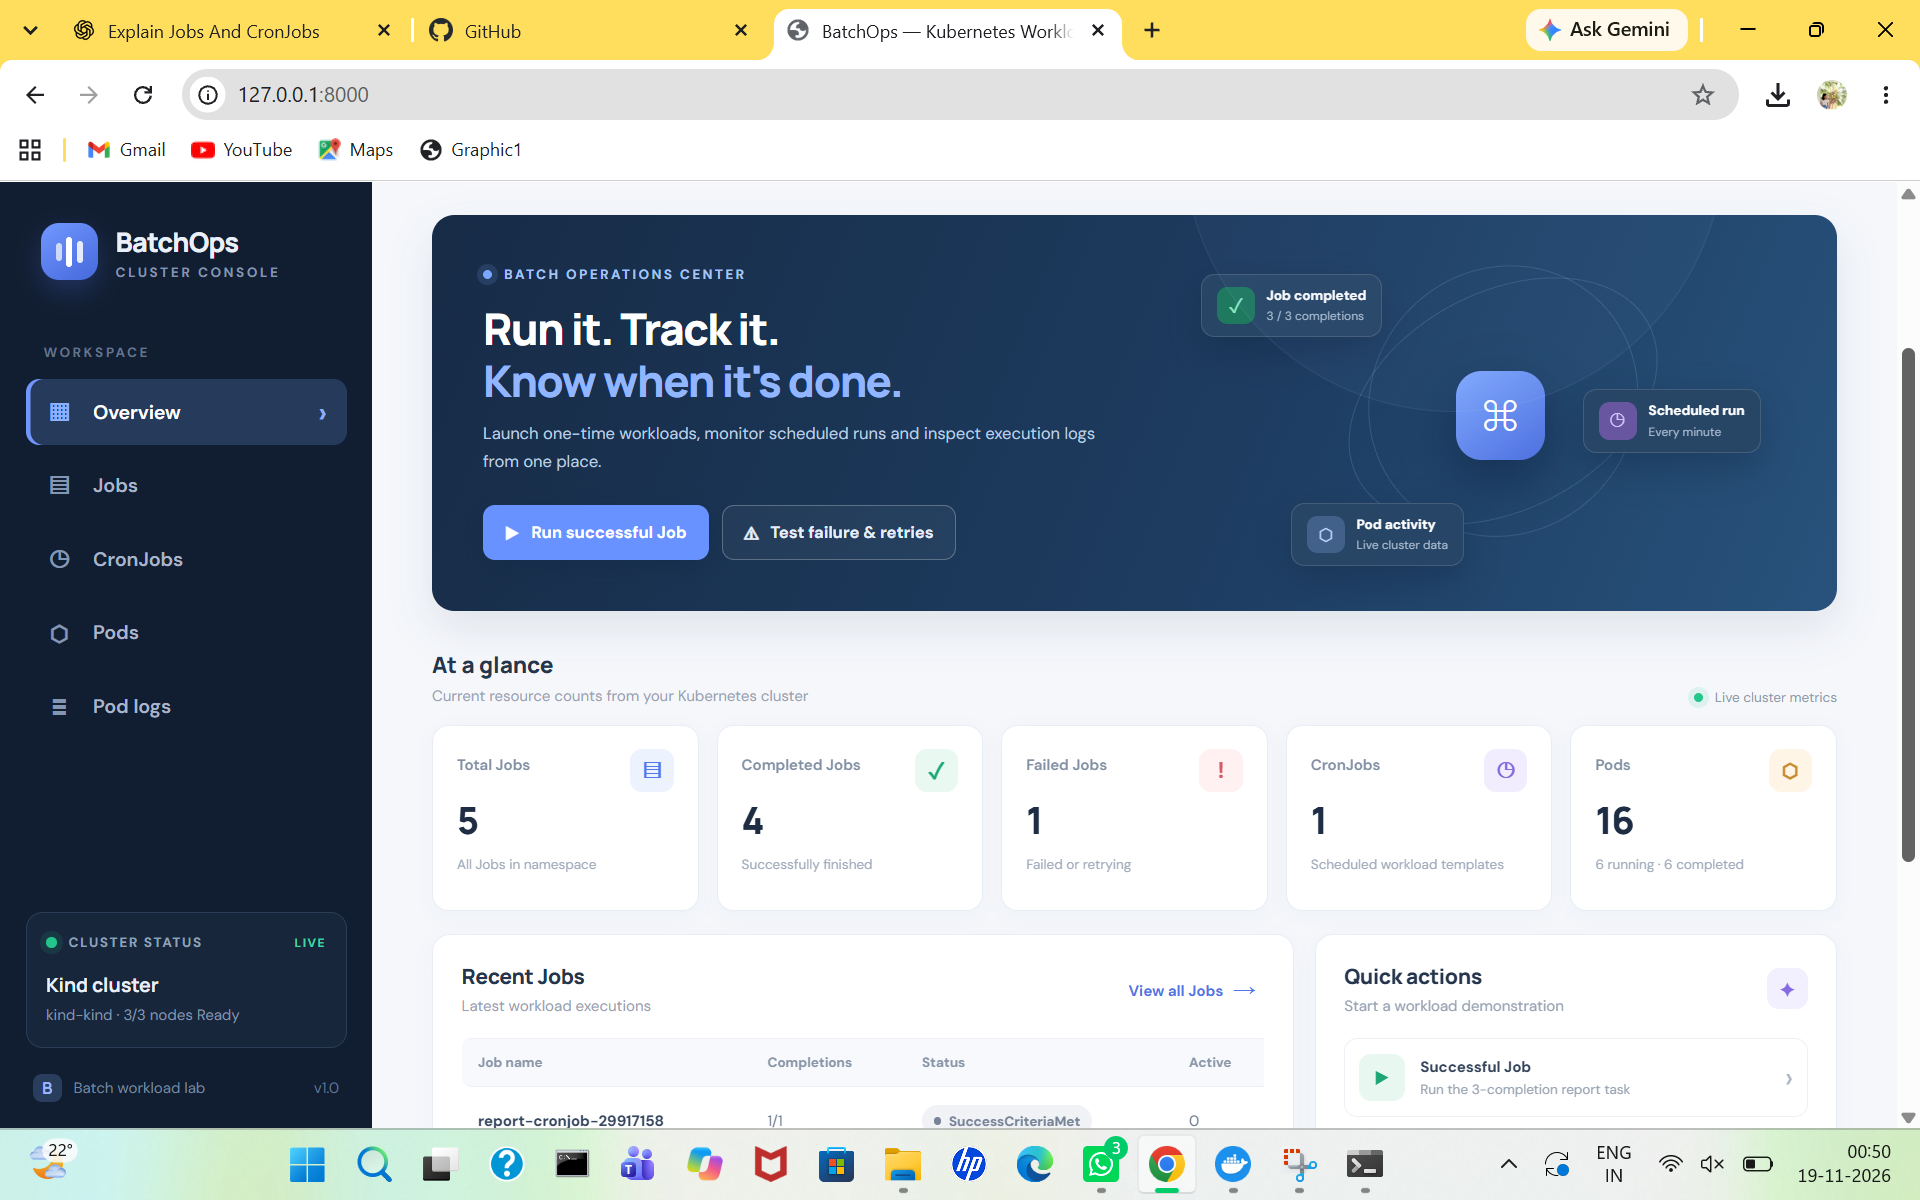 Explain Jobs And CronJobs
GitHub
BatchOps — Kubernetes Workl
Ask Gemini
127.0.0.1:8000
Gmail
YouTube
Maps
Graphic1
BatchOps
CLUSTER CONSOLE
WORKSPACE
Overview
Jobs
CronJobs
Pods
Pod logs
CLUSTER STATUS
LIVE
Kind cluster
kind-kind · 3/3 nodes Ready
B
Batch workload lab
v1.0
BATCH OPERATIONS CENTER
Run it. Track it.
Know when it's done.
Launch one-time workloads, monitor scheduled runs and inspect execution logs
from one place.
Run successful Job
Test failure & retries
Job completed
3 / 3 completions
Scheduled run
Every minute
Pod activity
Live cluster data
At a glance
Current resource counts from your Kubernetes cluster
Live cluster metrics
Total Jobs
5
All Jobs in namespace
Completed Jobs
4
Successfully finished
Failed Jobs
!
1
Failed or retrying
CronJobs
1
Scheduled workload templates
Pods
16
6 running · 6 completed
Recent Jobs
Latest workload executions
View all Jobs
Job name Completions Status Active
report-cronjob-29917158 1/1 SuccessCriteriaMet 0
Quick actions
Start a workload demonstration
Successful Job
Run the 3-completion report task
22°
3
ENG
IN
00:50
19-11-2026